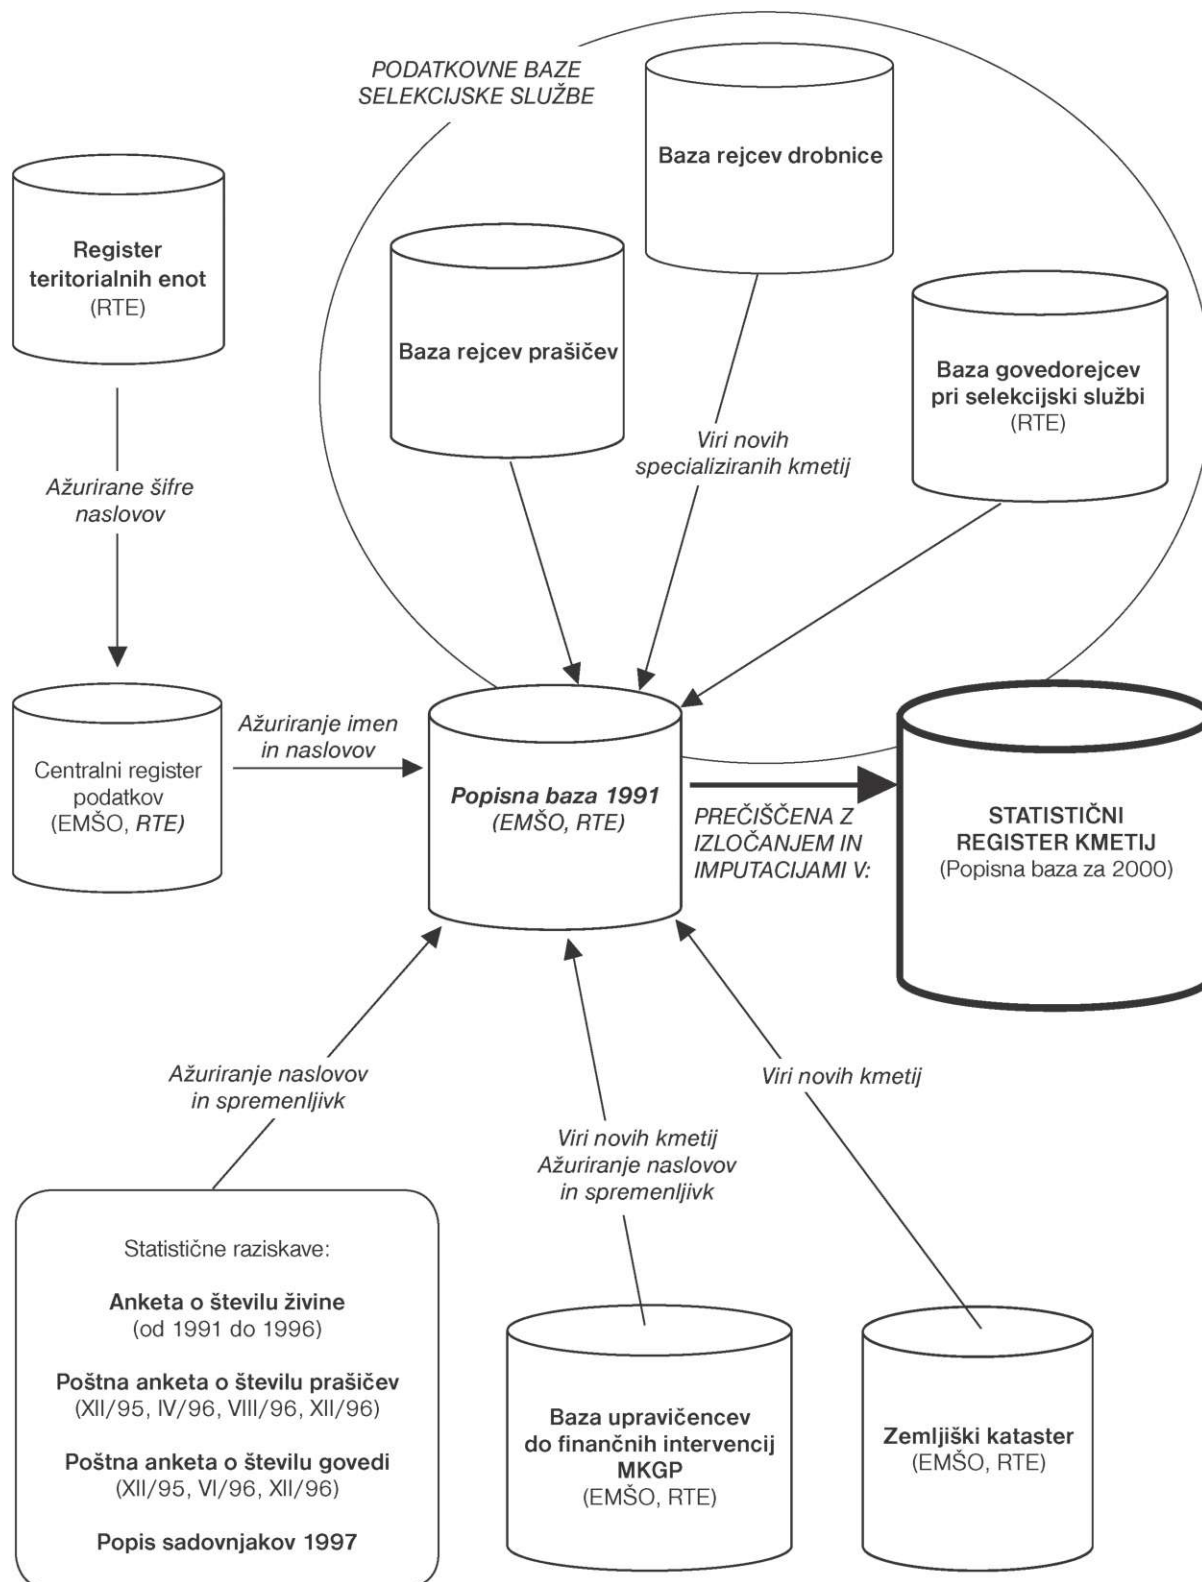 PODATKOVNE BAZE
SELEKCIJSKE SLUŽBE
Baza rejcev drobnice
Register
teritorialnih enot
(RTE)
Baza rejcev prašičev
Baza govedorejcev
pri selekcijski službi
(RTE)
Viri novih
specializiranih kmetij
Ažurirane šifre
naslovov
Centralni register
podatkov
(EMŠO, RTE)
Ažuriranje imen
in naslovov
Popisna baza 1991
(EMŠO, RTE)
PREČIŠČENA Z
IZLOČANJEM IN
IMPUTACIJAMI V:
STATISTIČNI
REGISTER KMETIJ
(Popisna baza za 2000)
Ažuriranje naslovov
in spremenljivk
Viri novih kmetij
Ažuriranje naslovov
in spremenljivk
Viri novih kmetij
Statistične raziskave:
Anketa o številu živine
(od 1991 do 1996)
Poštna anketa o številu prašičev
(XII/95, IV/96, VIII/96, XII/96)
Poštna anketa o številu govedi
(XII/95, VI/96, XII/96)
Popis sadovnjakov 1997
Baza upravičencev
do finančnih intervencij
MKGP
(EMŠO, RTE)
Zemljiški kataster
(EMŠO, RTE)